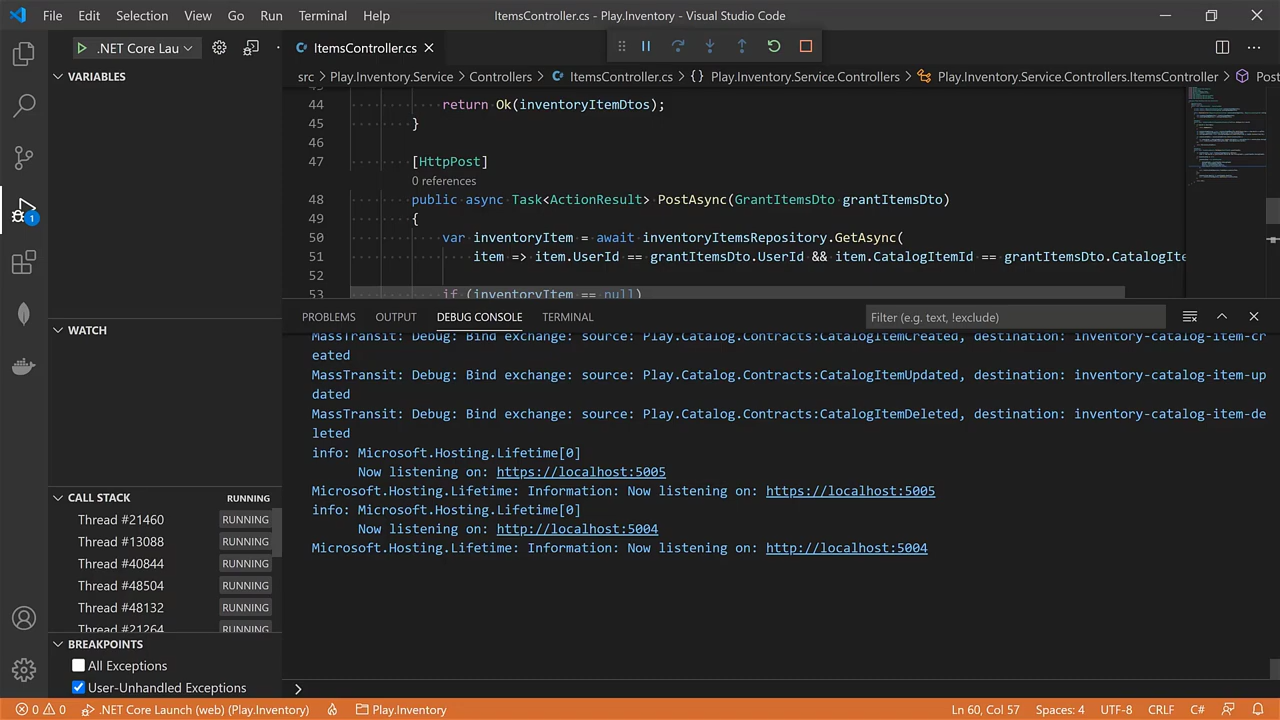 File Edit Selection View Go Run Terminal Help ItemsController.cs - Play.Inventory - Visual Studio Code
.NET Core Lau
ItemsController.cs
src > Play.Inventory.Service > Controllers > ItemsController.cs > {} Play.Inventory.Service.Controllers > Play.Inventory.Service.Controllers.ItemsController > Post
VARIABLES
44 return Ok(inventoryItemDtos);
45 }
46
47 [HttpPost]
0 references
48 public async Task<ActionResult> PostAsync(GrantItemsDto grantItemsDto)
49 {
50 var inventoryItem = await inventoryItemsRepository.GetAsync(
51 item => item.UserId == grantItemsDto.UserId && item.CatalogItemId == grantItemsDto.CatalogIte
52
53 if (inventoryItem == null)
PROBLEMS OUTPUT DEBUG CONSOLE TERMINAL Filter (e.g. text, !exclude)
MassTransit: Debug: Bind exchange: source: Play.Catalog.Contracts:CatalogItemCreated, destination: inventory-catalog-item-cr
eated
MassTransit: Debug: Bind exchange: source: Play.Catalog.Contracts:CatalogItemUpdated, destination: inventory-catalog-item-up
dated
MassTransit: Debug: Bind exchange: source: Play.Catalog.Contracts:CatalogItemDeleted, destination: inventory-catalog-item-de
leted
info: Microsoft.Hosting.Lifetime[0]
Now listening on: https://localhost:5005
Microsoft.Hosting.Lifetime: Information: Now listening on: https://localhost:5005
info: Microsoft.Hosting.Lifetime[0]
Now listening on: http://localhost:5004
Microsoft.Hosting.Lifetime: Information: Now listening on: http://localhost:5004
>
WATCH
CALL STACK RUNNING
Thread #21460 RUNNING
Thread #13088 RUNNING
Thread #40844 RUNNING
Thread #48504 RUNNING
Thread #48132 RUNNING
Thread #21264 RUNNING
BREAKPOINTS
All Exceptions
User-Unhandled Exceptions
1
0 0 .NET Core Launch (web) (Play.Inventory) Play.Inventory Ln 60, Col 57 Spaces: 4 UTF-8 CRLF C#